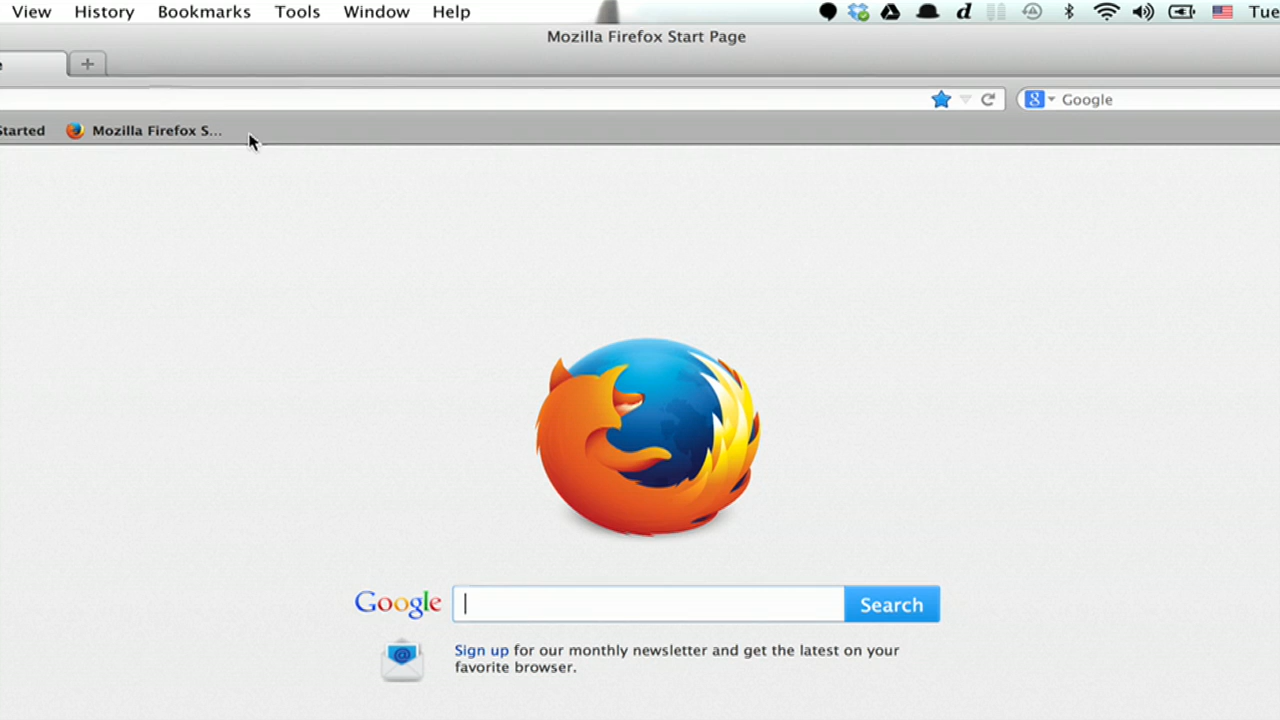 View History Bookmarks Tools Window Help d Tue
Mozilla Firefox Start Page
Google
Started Mozilla Firefox S...
Google Search
Sign up for our monthly newsletter and get the latest on your
favorite browser.